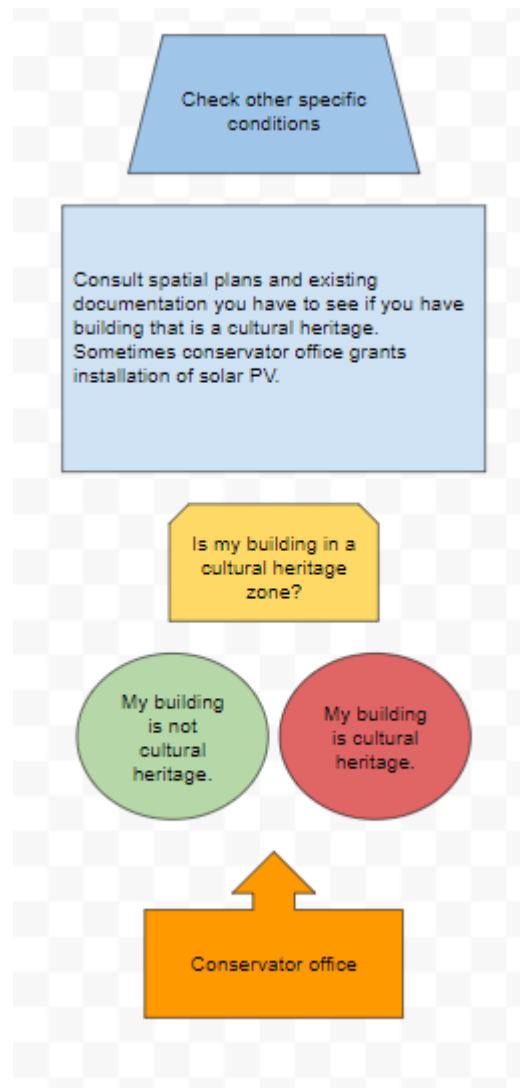 Check other specific
conditions
Consult spatial plans and existing
documentation you have to see if you have
building that is a cultural heritage.
Sometimes conservator office grants
installation of solar PV.
Is my building in a
cultural heritage
zone?
My building
is not
cultural
heritage.
My building
is cultural
heritage.
Conservator office